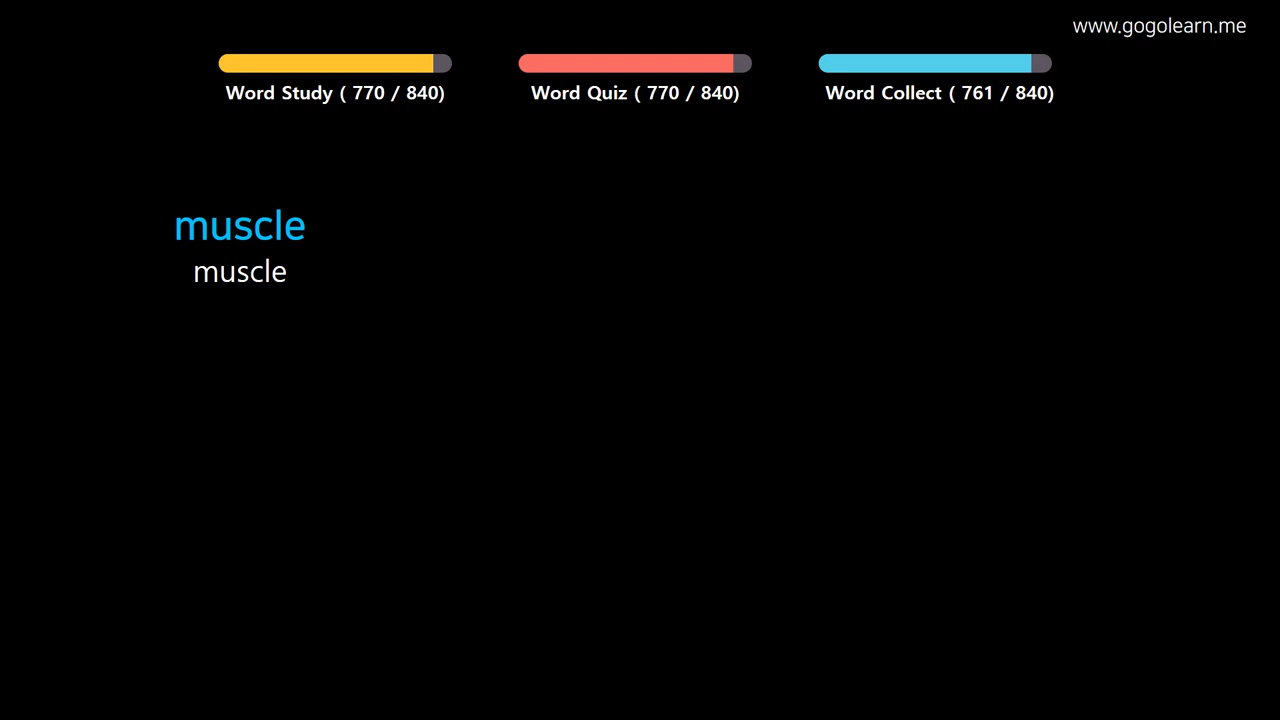 www.gogolearn.me
Word Study ( 770 / 840)
Word Quiz ( 770 / 840)
Word Collect ( 761 / 840)
muscle
muscle